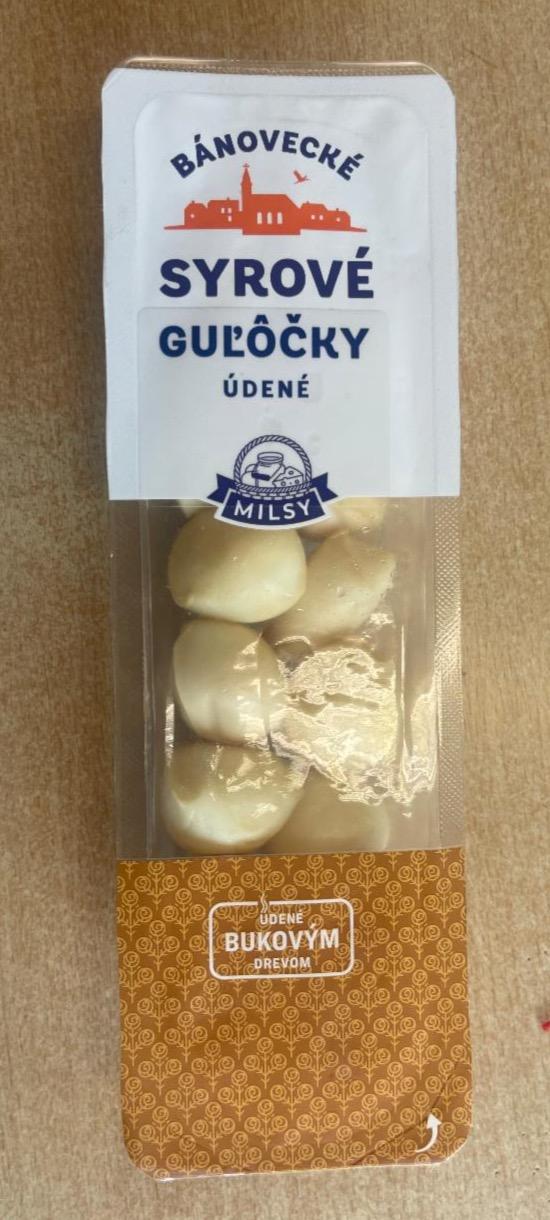 BÁNOVECKÉ
SYROVÉ
GUĽÔČKY
ÚDENÉ
MILSY
ÚDENÉ
BUKOVÝM
DREVOM